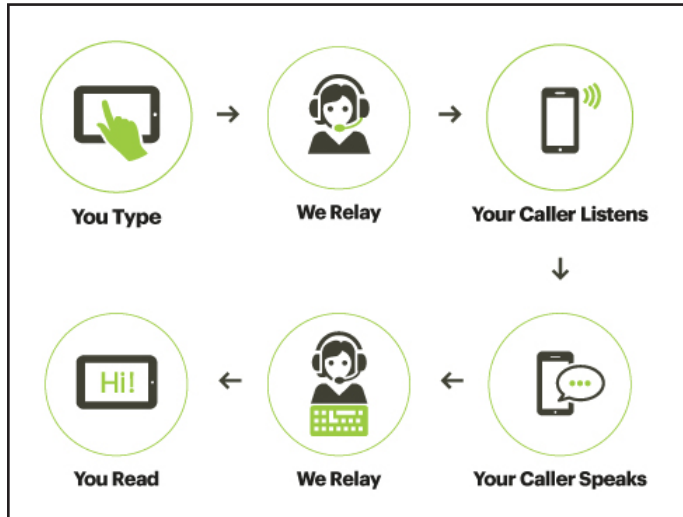 You Type
We Relay
Your Caller Listens
Your Caller Speaks
We Relay
Hi!
You Read